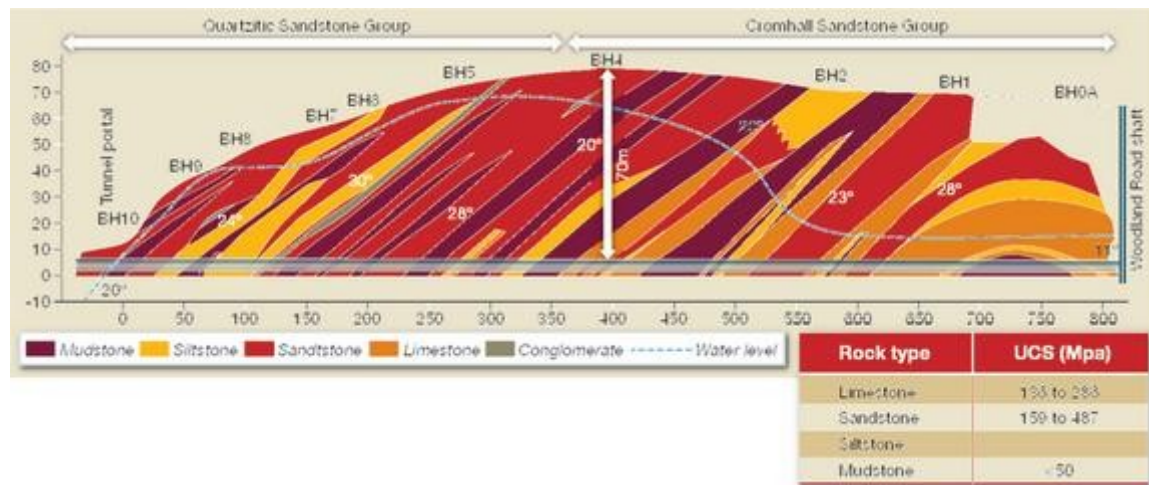 Quartzitic Sandstone Group
Cromhall Sandstone Group
80
70
60
50
40
30
20
10
0
-10
Tunnel portal
BH10
BH9
BH8
BH7
BH6
BH5
BH4
BH2
BH1
BH0A
Woodland Road shaft
24°
30°
28°
20°
70m
23°
28°
11°
20°
0 50 100 150 200 250 300 350 400 450 500 550 600 650 700 750 800
Mudstone Siltstone Sandtstone Limestone Conglomerate Water level
Rock type UCS (Mpa)
Limestone
Sandstone 159 to 487
Siltstone
Mudstone <50